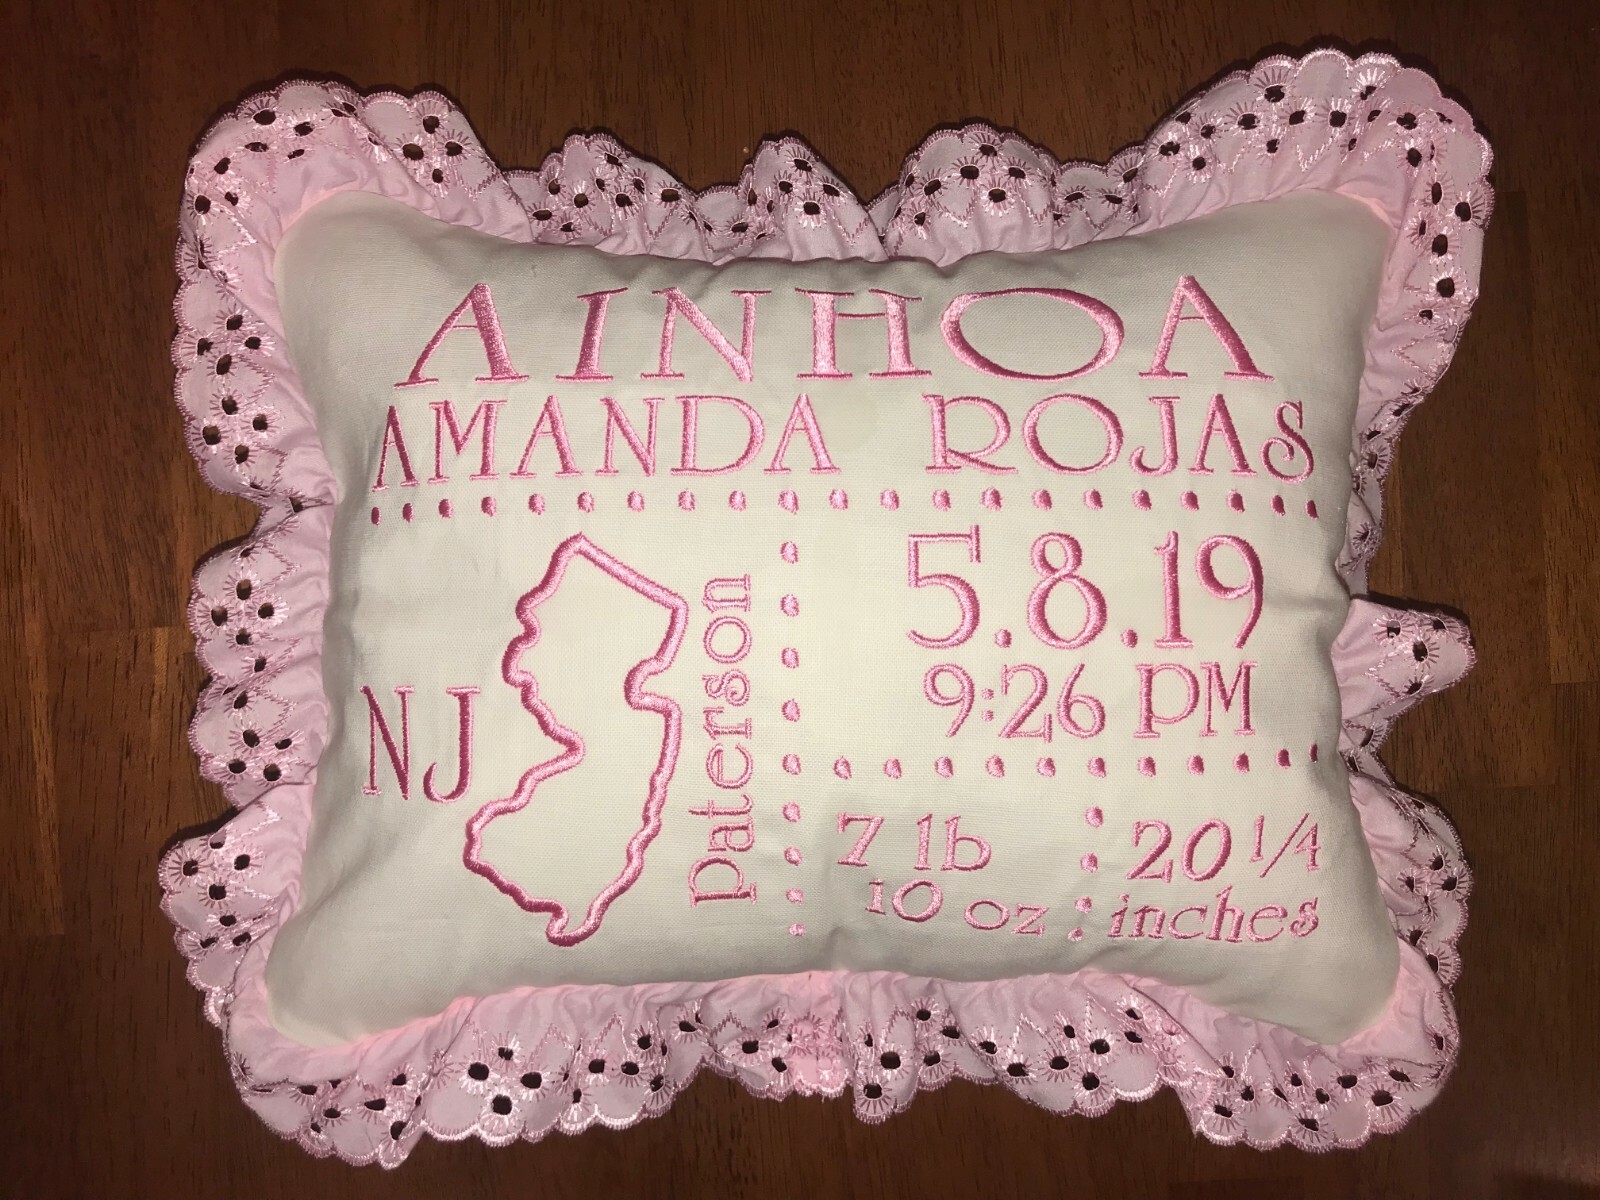 AINHOA
AMANDA ROJAS
NJ
Paterson
5.8.19
9:26 PM
7 lb
10 oz
20 1/4
inches